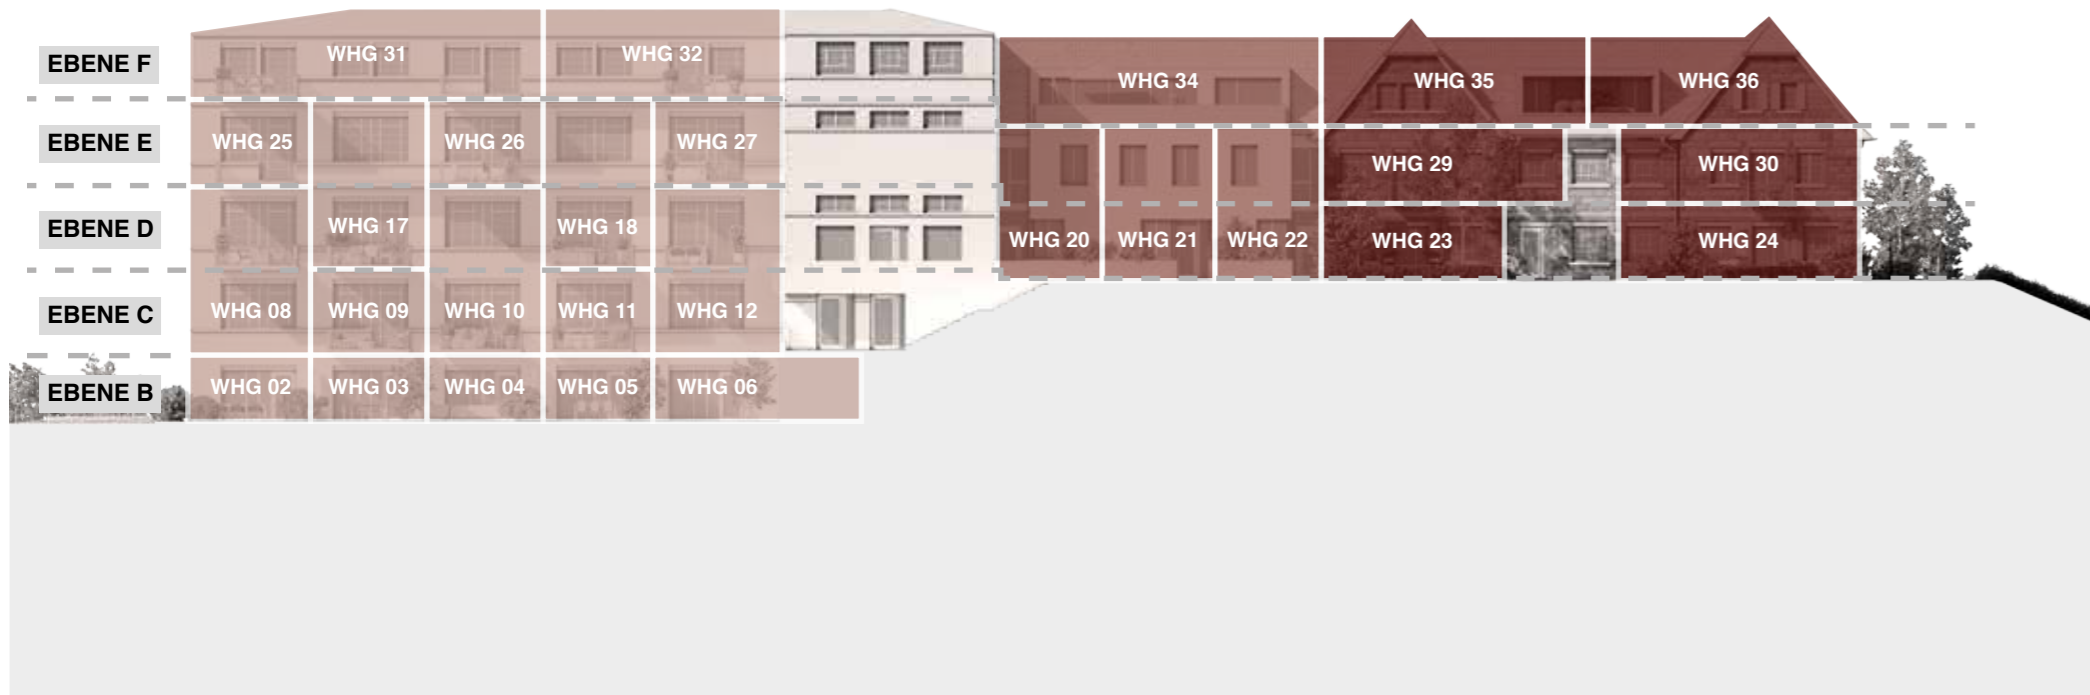 EBENE F
WHG 31
WHG 32
WHG 34
WHG 35
WHG 36
EBENE E
WHG 25
WHG 26
WHG 27
WHG 29
WHG 30
EBENE D
WHG 17
WHG 18
WHG 20
WHG 21
WHG 22
WHG 23
WHG 24
EBENE C
WHG 08
WHG 09
WHG 10
WHG 11
WHG 12
EBENE B
WHG 02
WHG 03
WHG 04
WHG 05
WHG 06